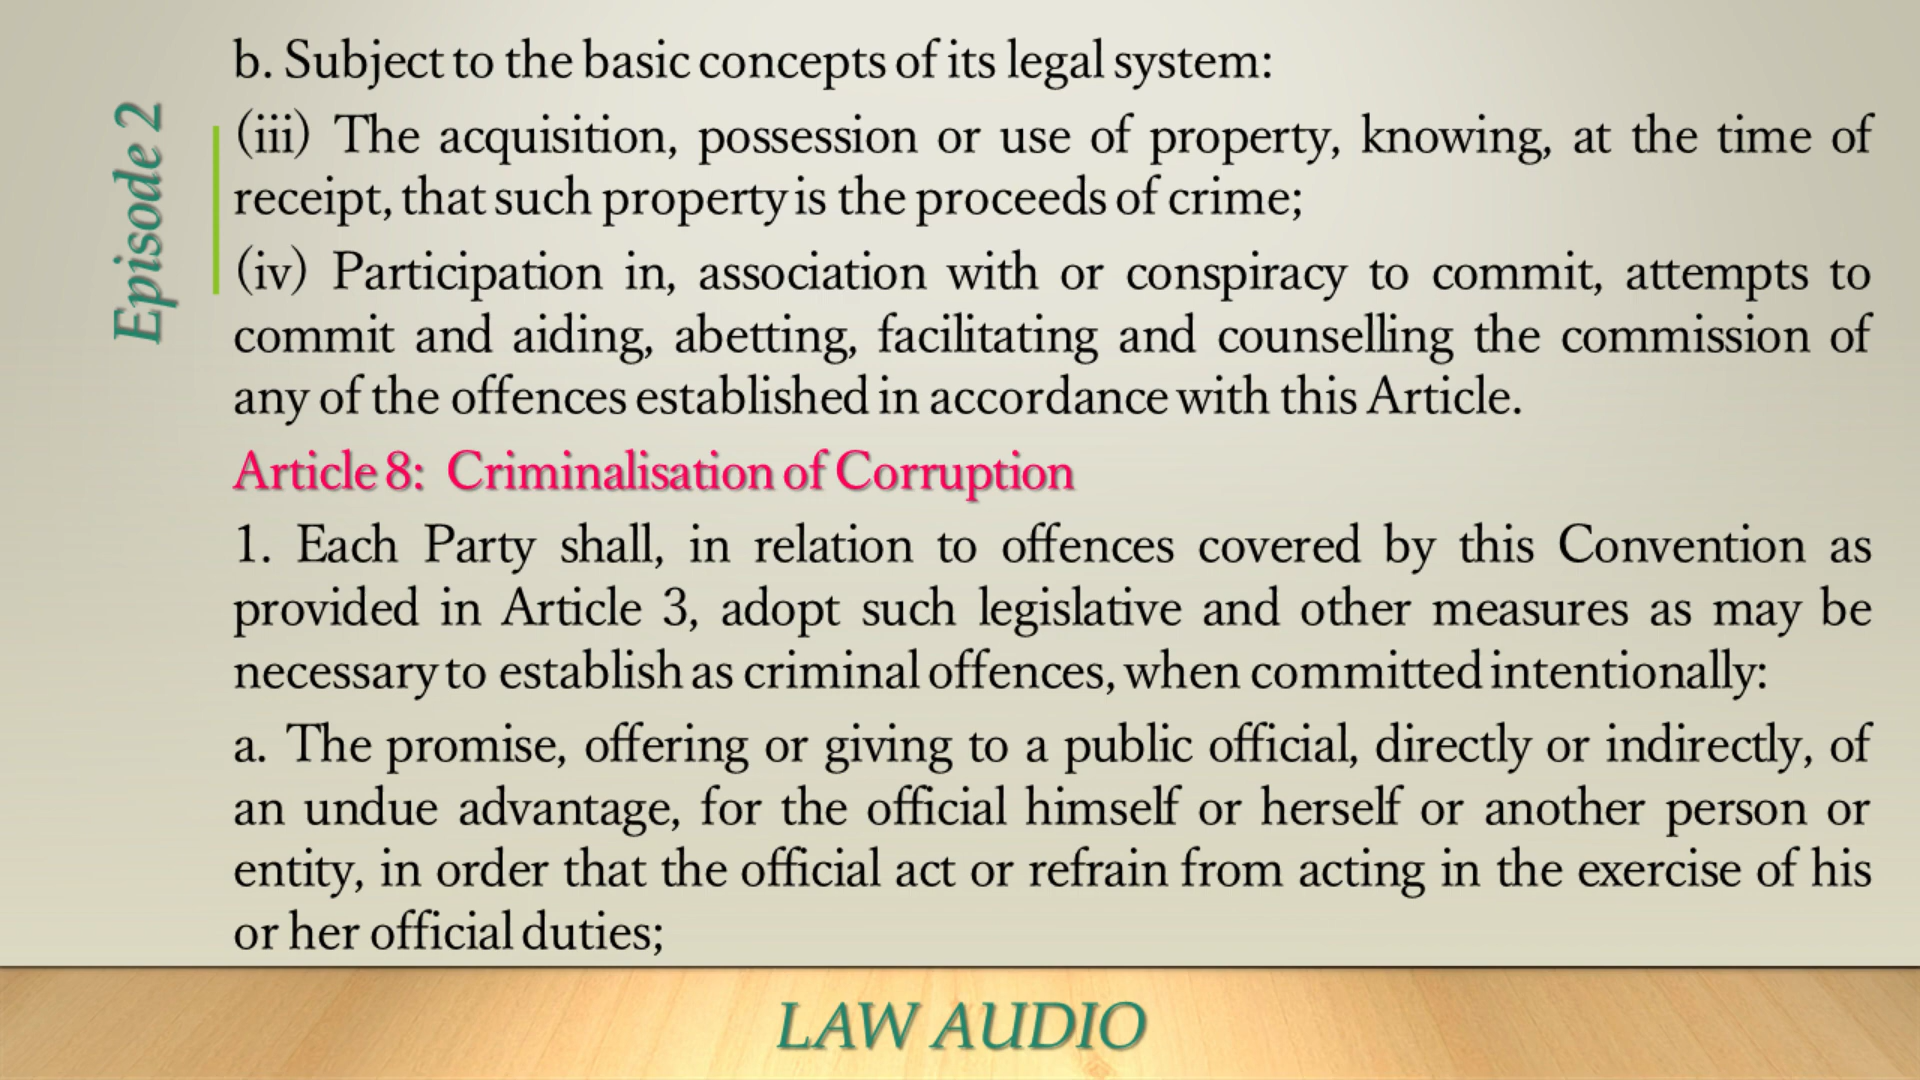 b. Subject to the basic concepts of its legal system:
(iii) The acquisition, possession or use of property, knowing, at the time of
receipt, that such property is the proceeds of crime;
(iv) Participation in, association with or conspiracy to commit, attempts to
commit and aiding, abetting, facilitating and counselling the commission of
any of the offences established in accordance with this Article.
Article 8: Criminalisation of Corruption
1. Each Party shall, in relation to offences covered by this Convention as
provided in Article 3, adopt such legislative and other measures as may be
necessary to establish as criminal offences, when committed intentionally:
a. The promise, offering or giving to a public official, directly or indirectly, of
an undue advantage, for the official himself or herself or another person or
entity, in order that the official act or refrain from acting in the exercise of his
or her official duties;
Episode 2
LAW AUDIO